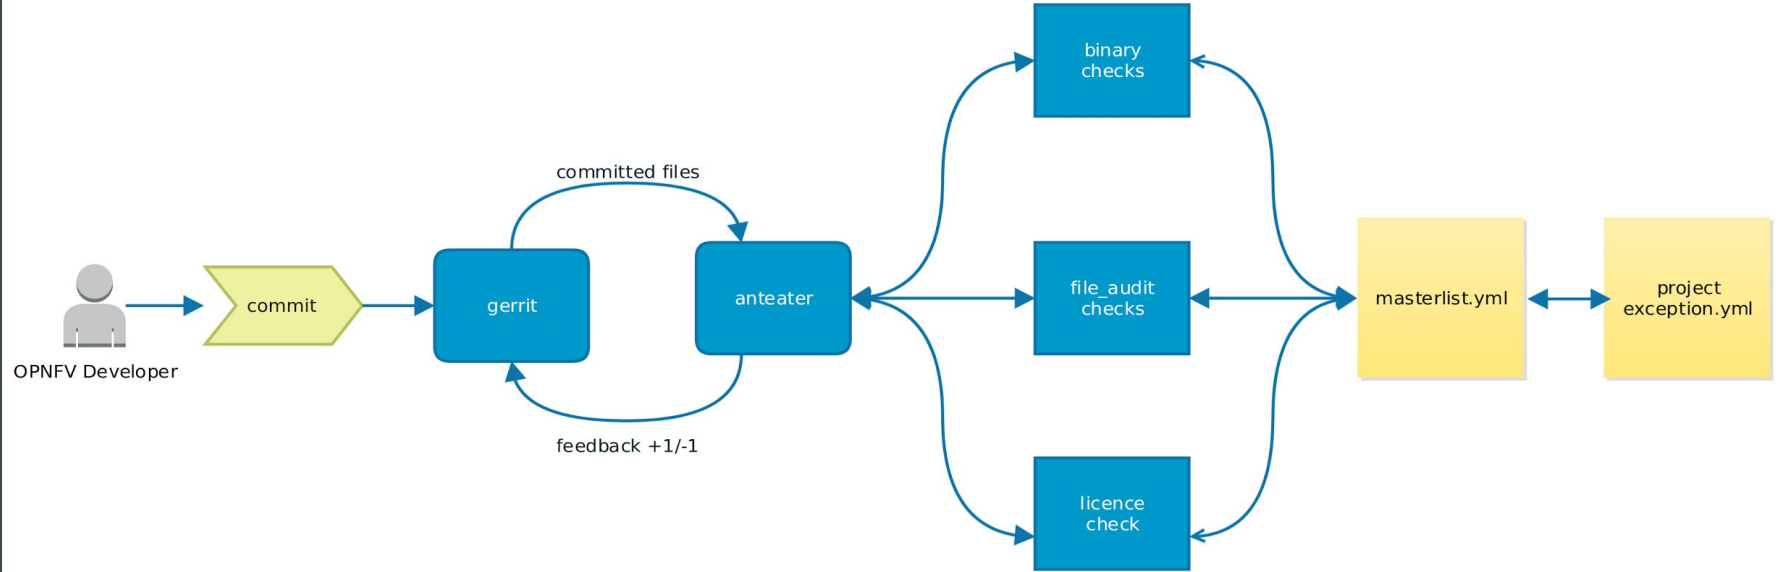 OPNFV Developer
commit
gerrit
committed files
feedback +1/-1
anteater
binary
checks
file_audit
checks
licence
check
masterlist.yml
project
exception.yml